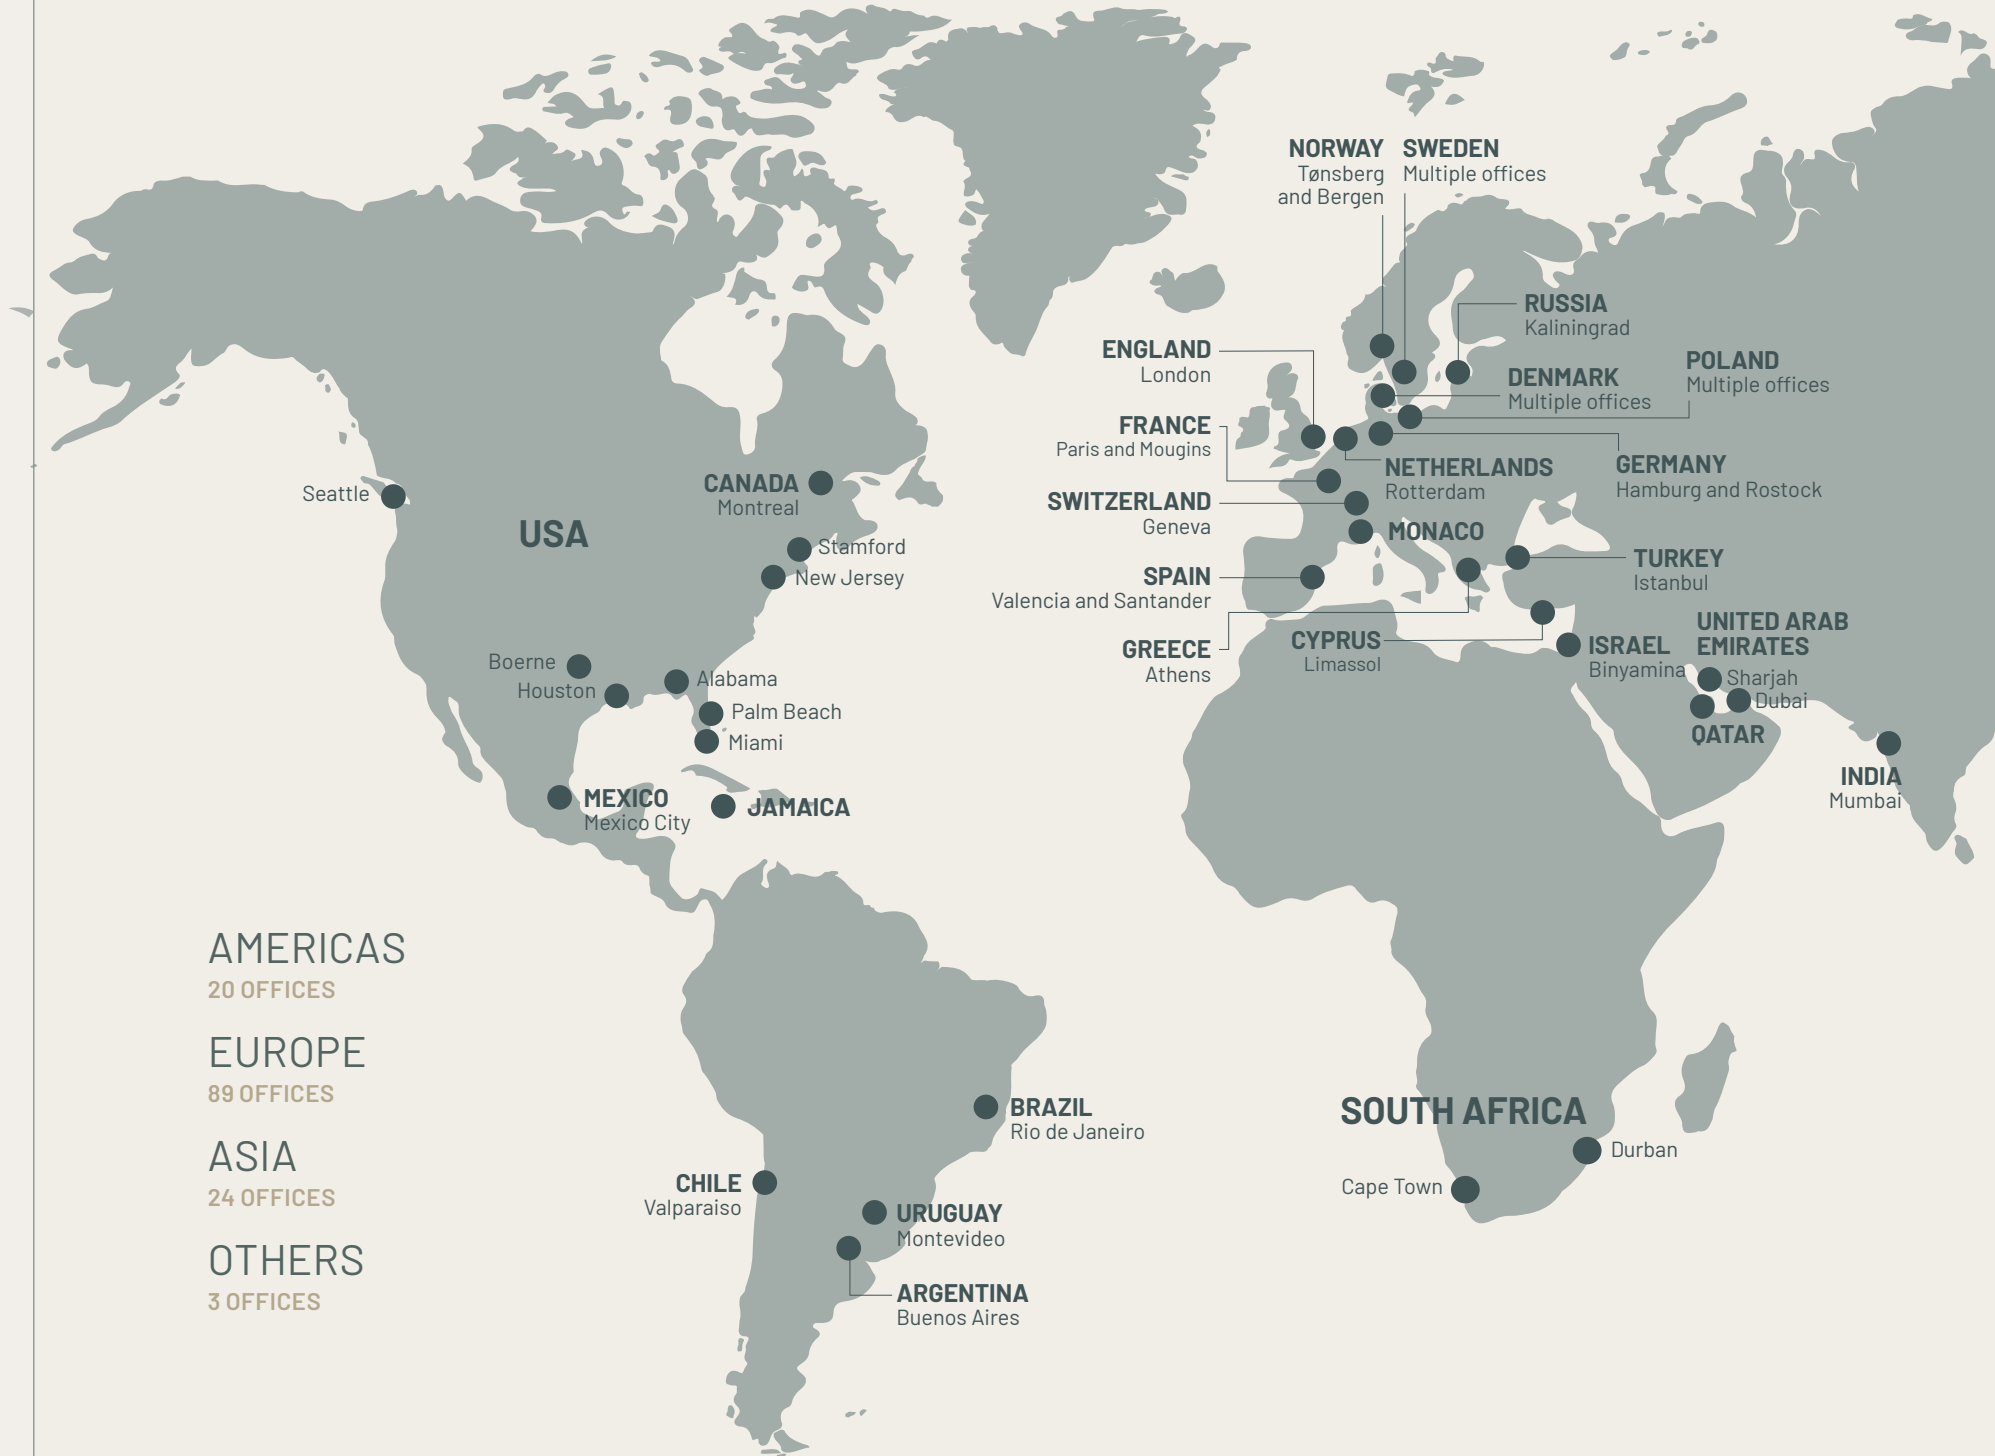 NORWAY
Tønsberg
and Bergen
SWEDEN
Multiple offices
RUSSIA
Kaliningrad
ENGLAND
London
DENMARK
Multiple offices
POLAND
Multiple offices
FRANCE
Paris and Mougins
NETHERLANDS
Rotterdam
GERMANY
Hamburg and Rostock
SWITZERLAND
Geneva
MONACO
SPAIN
Valencia and Santander
TURKEY
Istanbul
GREECE
Athens
CYPRUS
Limassol
ISRAEL
Binyamina
UNITED ARAB
EMIRATES
Sharjah
Dubai
QATAR
INDIA
Mumbai
Seattle
USA
CANADA
Montreal
Stamford
New Jersey
Boerne
Houston
Alabama
Palm Beach
Miami
MEXICO
Mexico City
JAMAICA
BRAZIL
Rio de Janeiro
CHILE
Valparaiso
URUGUAY
Montevideo
ARGENTINA
Buenos Aires
SOUTH AFRICA
Durban
Cape Town
AMERICAS
20 OFFICES
EUROPE
89 OFFICES
ASIA
24 OFFICES
OTHERS
3 OFFICES